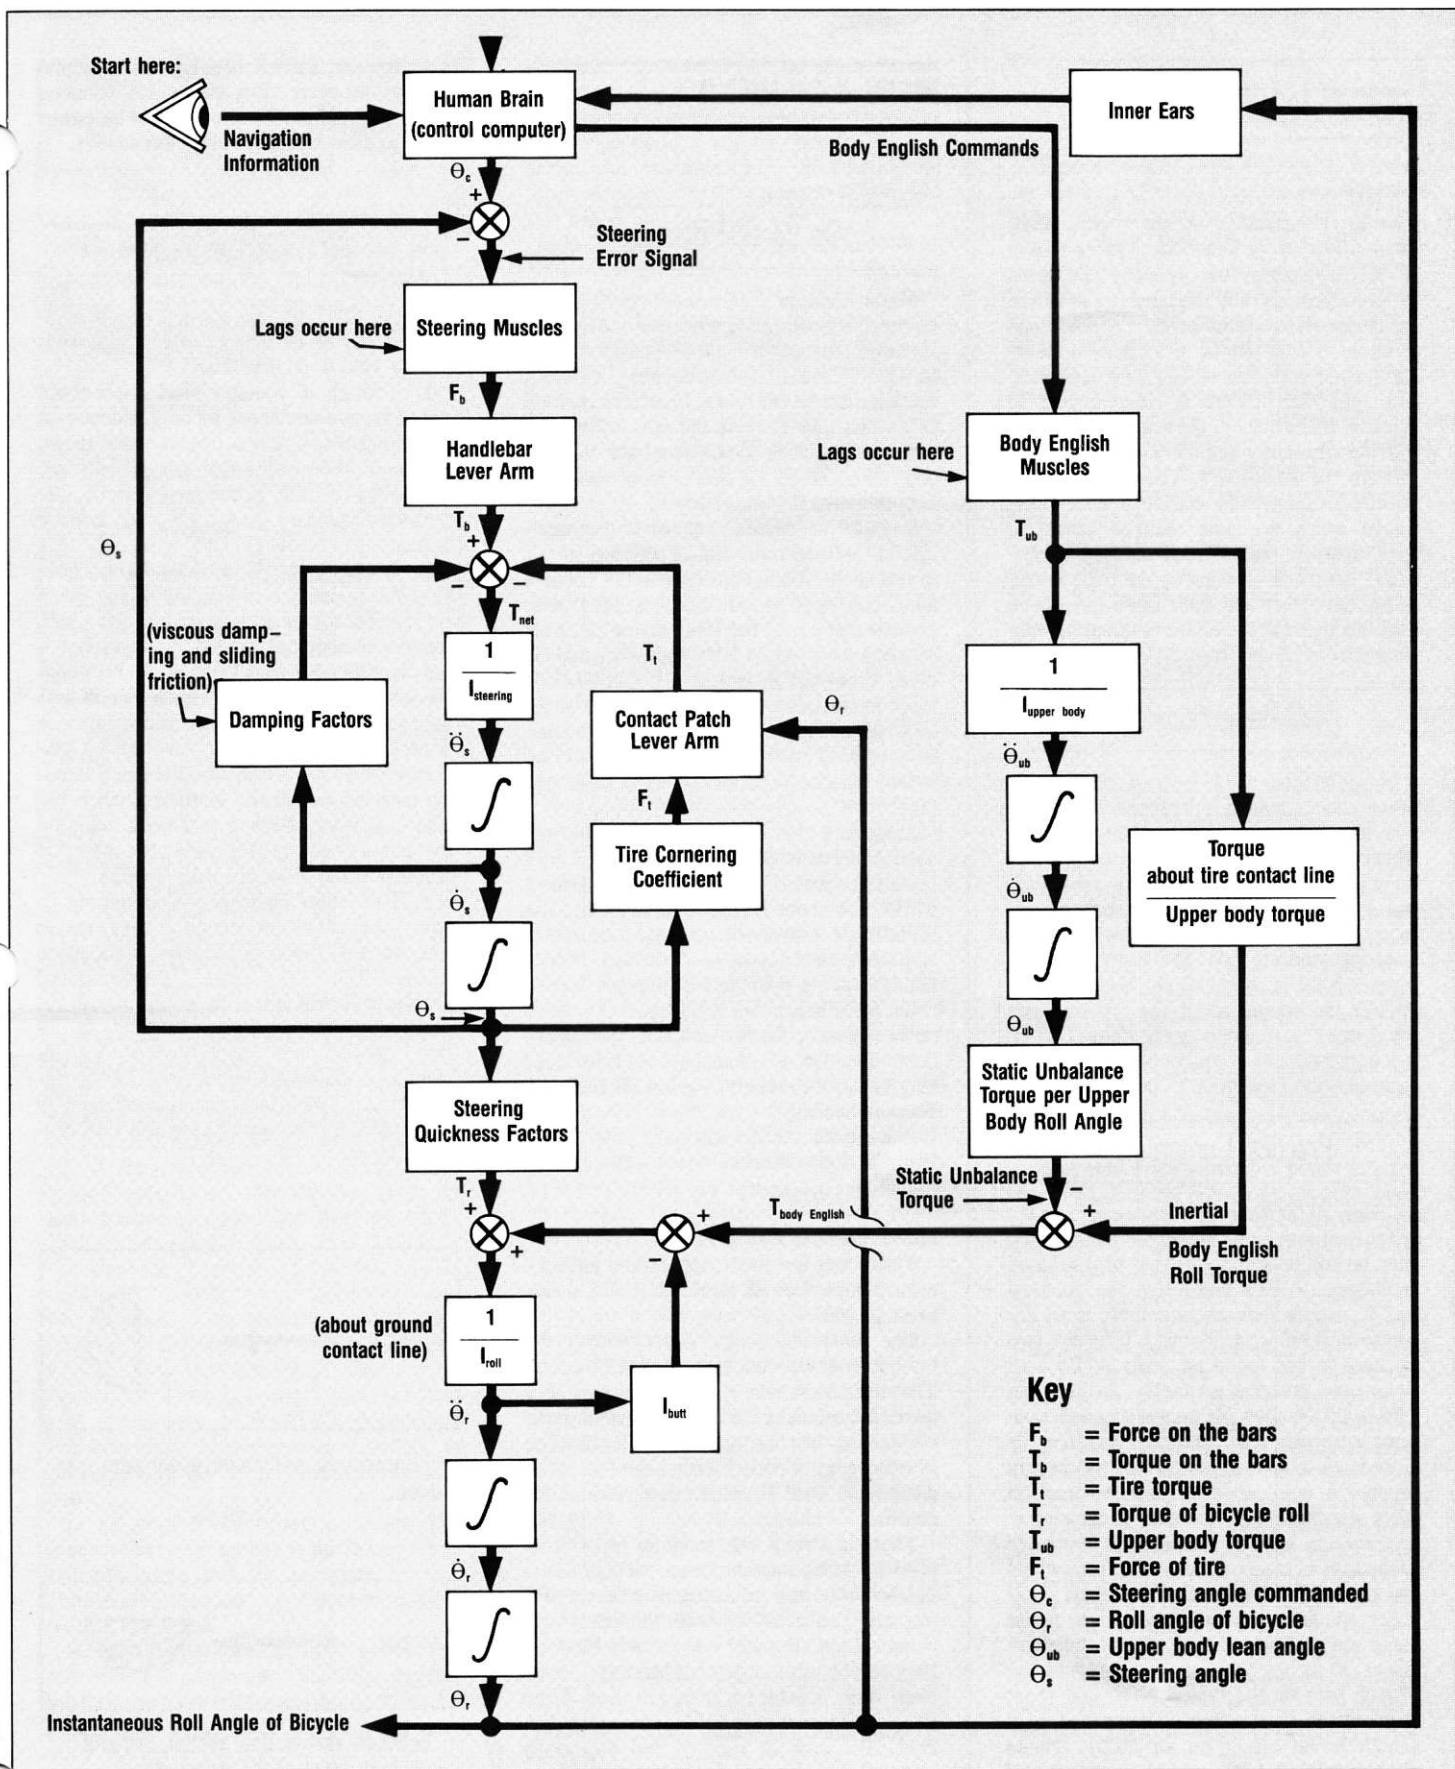 Start here:
Navigation
Information
Human Brain
(control computer)
Inner Ears
Body English Commands
Θc
+
−
Steering
Error Signal
Steering Muscles
Lags occur here
Fb
Handlebar
Lever Arm
Body English
Muscles
Lags occur here
Tb
+
−
−
Θs
Tub
Tnet
(viscous damp–
ing and sliding
friction)
Damping Factors
1
Isteering
Tt
Contact Patch
Lever Arm
Θr
1
Iupper body
Θ̈s
∫
Ft
Tire Cornering
Coefficient
Θ̈ub
∫
Torque
about tire contact line
Upper body torque
Θ̇s
∫
Θ̇ub
∫
Θs
Θub
Steering
Quickness Factors
Static Unbalance
Torque per Upper
Body Roll Angle
Tr
+
+
Static Unbalance
Torque
−
+
Tbody English
+
−
Inertial
Body English
Roll Torque
(about ground
contact line)
1
Iroll
Θ̈r
Ibutt
∫
Θ̇r
∫
Θr
Instantaneous Roll Angle of Bicycle
Key
Fb = Force on the bars
Tb = Torque on the bars
Tt = Tire torque
Tr = Torque of bicycle roll
Tub = Upper body torque
Ft = Force of tire
Θc = Steering angle commanded
Θr = Roll angle of bicycle
Θub = Upper body lean angle
Θs = Steering angle